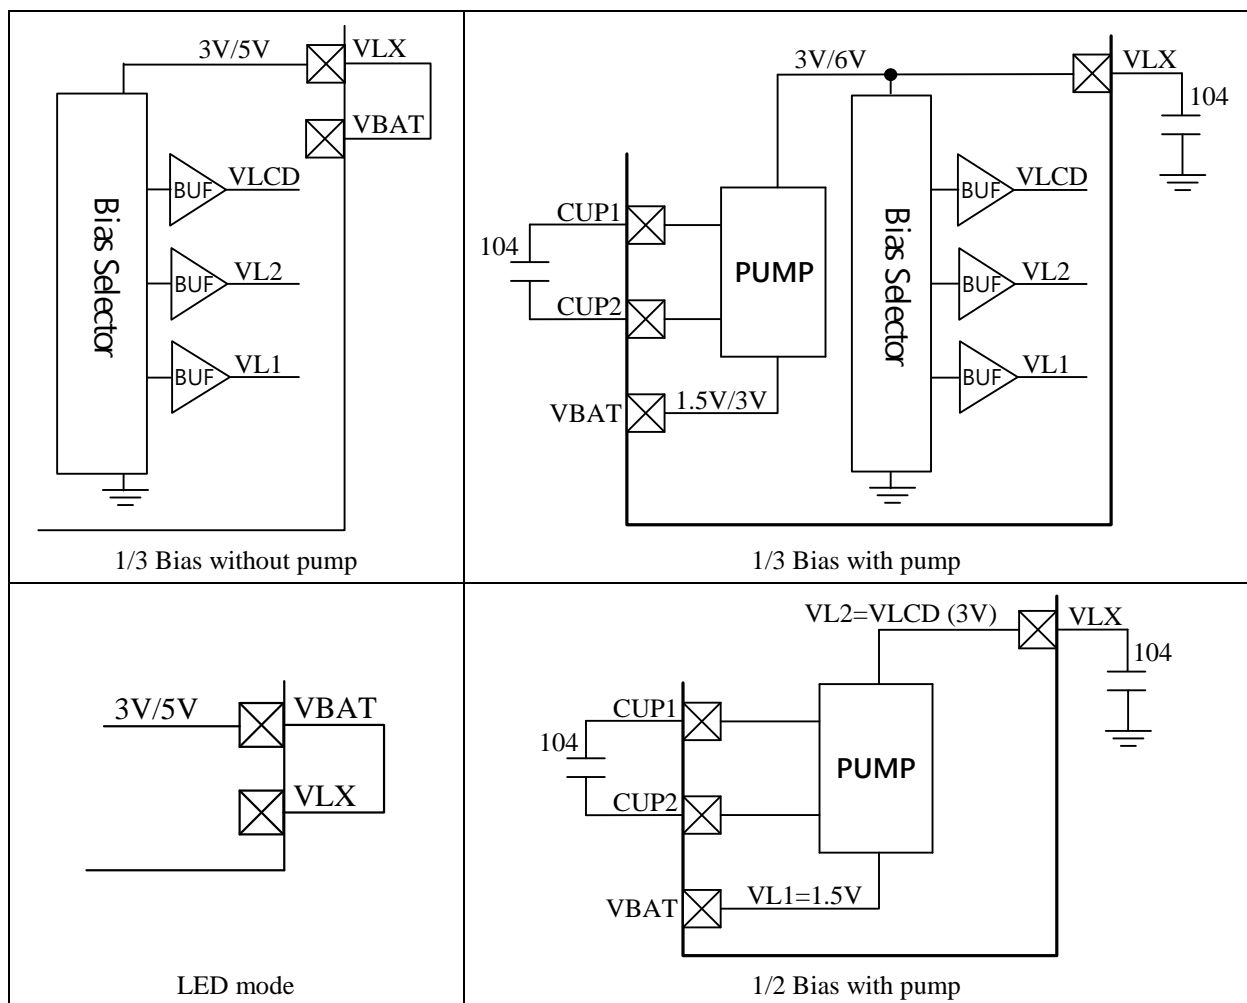 3V/5V
VLX
VBAT
BUF
VLCD
BUF
VL2
BUF
VL1
Bias Selector
1/3 Bias without pump
3V/6V
VLX
104
CUP1
104
CUP2
PUMP
VBAT
1.5V/3V
Bias Selector
BUF
VLCD
BUF
VL2
BUF
VL1
1/3 Bias with pump
3V/5V
VBAT
VLX
LED mode
VL2=VLCD (3V)
VLX
104
CUP1
104
CUP2
PUMP
VBAT
VL1=1.5V
1/2 Bias with pump